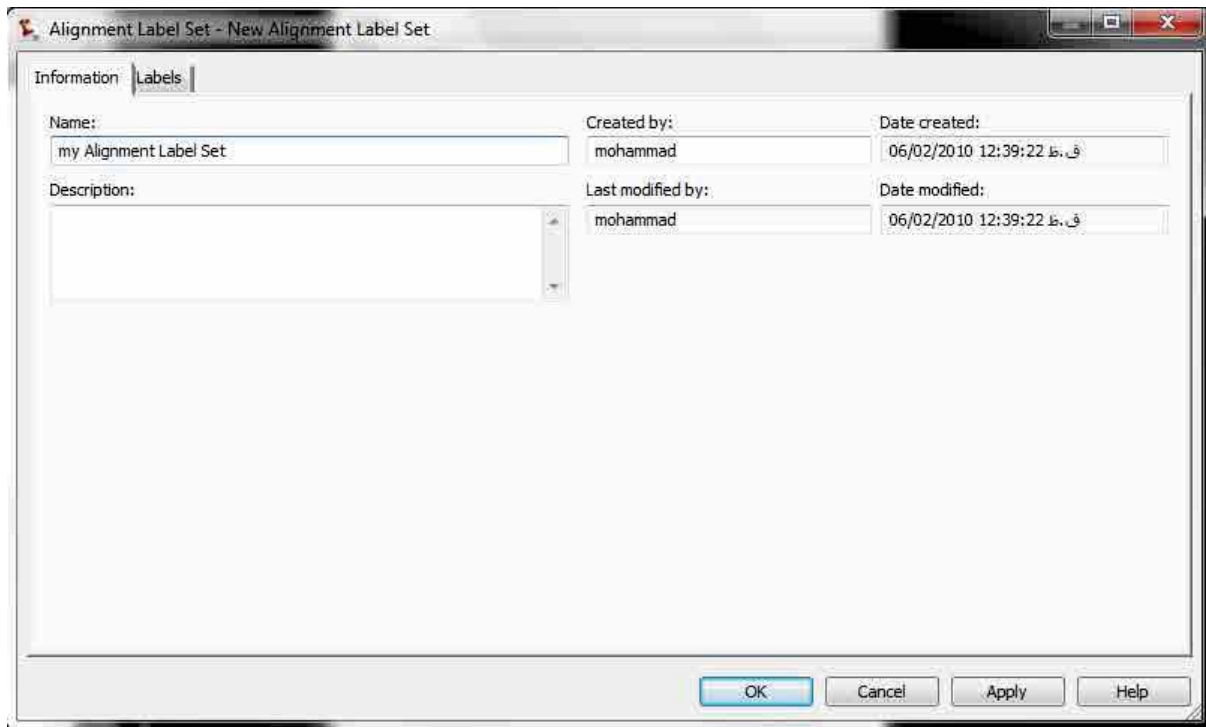 Alignment Label Set - New Alignment Label Set
Information Labels
Name: Created by: Date created:
my Alignment Label Set mohammad 06/02/2010 12:39:22 ق.ظ
Description: Last modified by: Date modified:
mohammad 06/02/2010 12:39:22 ق.ظ
OK Cancel Apply Help